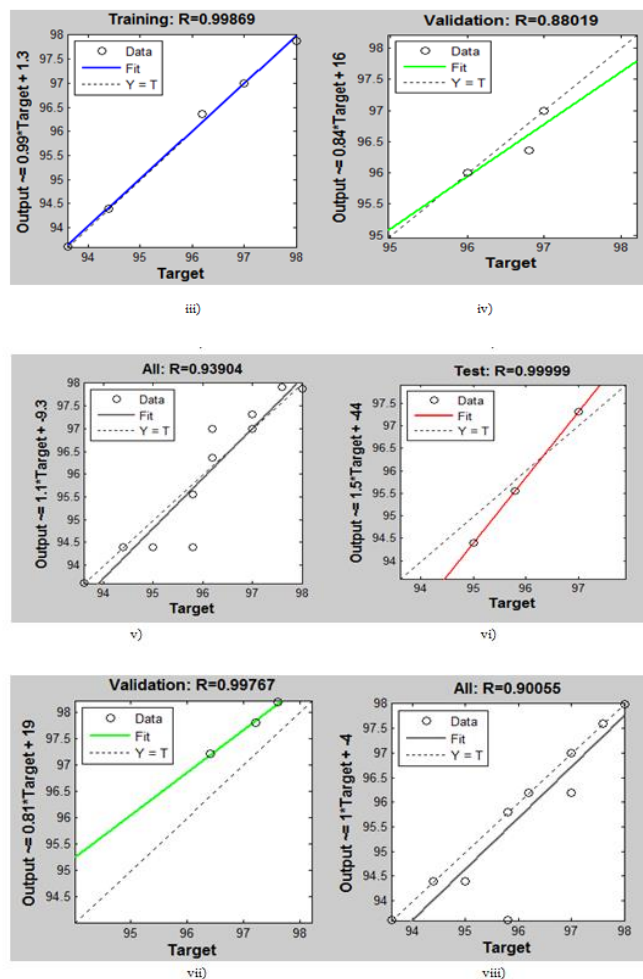 Training: R=0.99869
Output ~= 0.99*Target + 1.3
98
97.5
97
96.5
96
95.5
95
94.5
94
Data
Fit
Y = T
94 95 96 97 98
Target
iii)
Validation: R=0.88019
Output ~= 0.84*Target + 16
98
97.5
97
96.5
96
95.5
95
Data
Fit
Y = T
95 96 97 98
Target
iv)
All: R=0.93904
Output ~= 1.1*Target + -9.3
98
97.5
97
96.5
96
95.5
95
94.5
94
Data
Fit
Y = T
94 95 96 97 98
Target
v)
Test: R=0.99999
Output ~= 1.5*Target + -44
97.5
97
96.5
96
95.5
95
94.5
94
Data
Fit
Y = T
94 95 96 97
Target
vi)
Validation: R=0.99767
Output ~= 0.81*Target + 19
98
97.5
97
96.5
96
95.5
95
94.5
Data
Fit
Y = T
95 96 97 98
Target
vii)
All: R=0.90055
Output ~= 1*Target + -4
98
97.5
97
96.5
96
95.5
95
94.5
94
Data
Fit
Y = T
94 95 96 97 98
Target
viii)